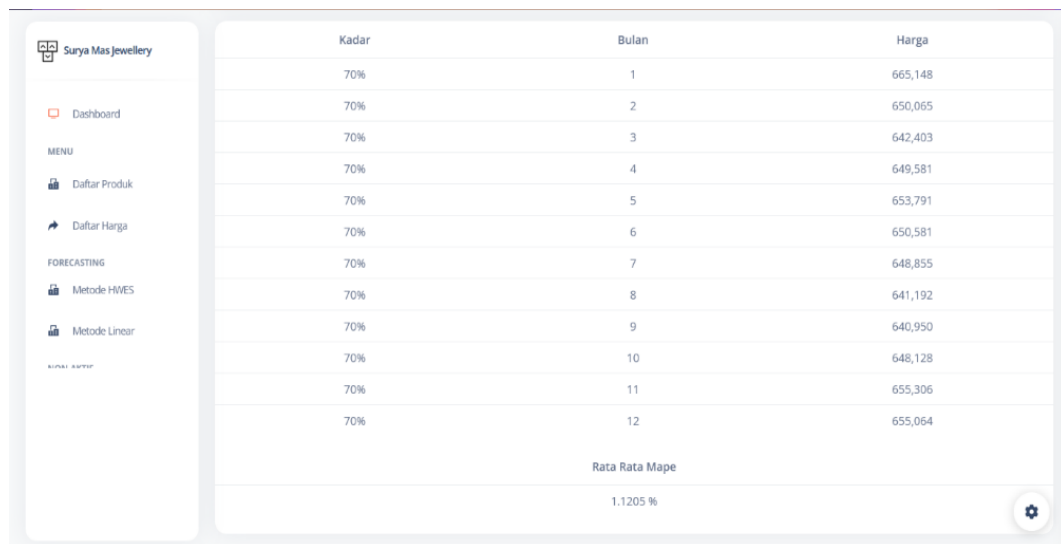 Surya Mas Jewellery
Dashboard
MENU
Daftar Produk
Daftar Harga
FORECASTING
Metode HWES
Metode Linear
NON-AKTIF
Kadar Bulan Harga
70% 1 665,148
70% 2 650,065
70% 3 642,403
70% 4 649,581
70% 5 653,791
70% 6 650,581
70% 7 648,855
70% 8 641,192
70% 9 640,950
70% 10 648,128
70% 11 655,306
70% 12 655,064
Rata Rata Mape
1.1205 %